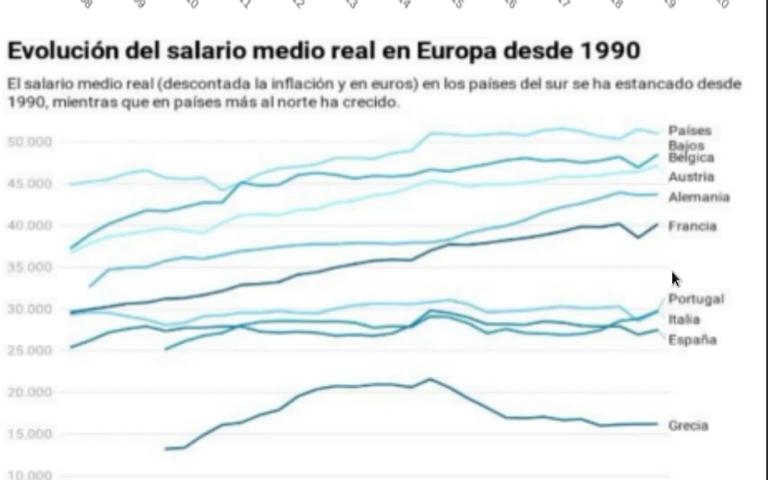 Evolución del salario medio real en Europa desde 1990
El salario medio real (descontada la inflación y en euros) en los países del sur se ha estancado desde
1990, mientras que en países más al norte ha crecido.
50.000
45.000
40.000
35.000
30.000
25.000
20.000
15.000
10.000
Países
Bajos
Bélgica
Austria
Alemania
Francia
Portugal
Italia
España
Grecia